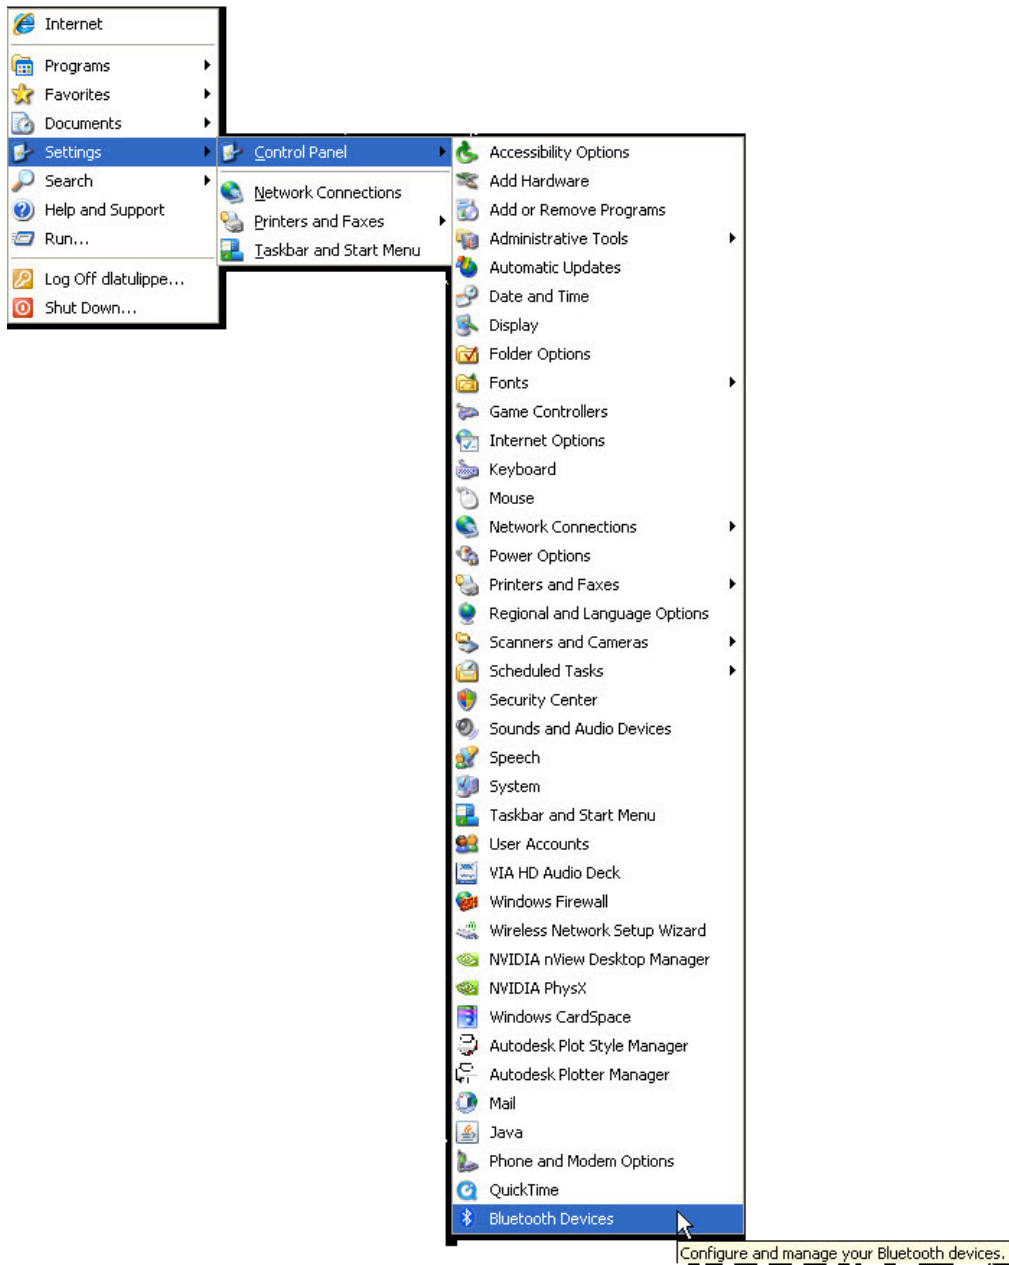 Internet
Programs
Favorites
Documents
Settings
Search
Help and Support
Run...
Log Off dlatulippe...
Shut Down...
Control Panel
Network Connections
Printers and Faxes
Taskbar and Start Menu
Accessibility Options
Add Hardware
Add or Remove Programs
Administrative Tools
Automatic Updates
Date and Time
Display
Folder Options
Fonts
Game Controllers
Internet Options
Keyboard
Mouse
Network Connections
Power Options
Printers and Faxes
Regional and Language Options
Scanners and Cameras
Scheduled Tasks
Security Center
Sounds and Audio Devices
Speech
System
Taskbar and Start Menu
User Accounts
VIA HD Audio Deck
Windows Firewall
Wireless Network Setup Wizard
NVIDIA nView Desktop Manager
NVIDIA PhysX
Windows CardSpace
Autodesk Plot Style Manager
Autodesk Plotter Manager
Mail
Java
Phone and Modem Options
QuickTime
Bluetooth Devices
Configure and manage your Bluetooth devices.